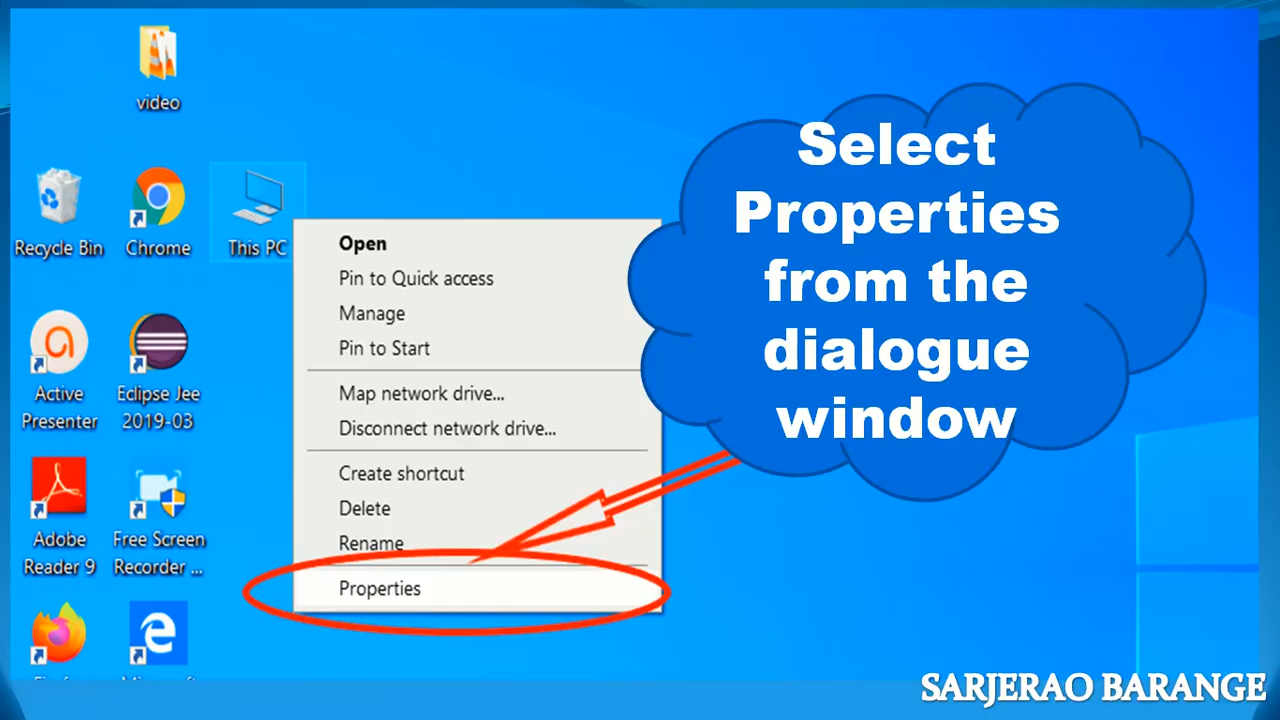 video
Recycle Bin
Chrome
This PC
Open
Pin to Quick access
Manage
Pin to Start
Map network drive...
Disconnect network drive...
Create shortcut
Delete
Rename
Properties
Select
Properties
from the
dialogue
window
Active
Presenter
Eclipse Jee
2019-03
Adobe
Reader 9
Free Screen
Recorder ...
SARJERAO BARANGE